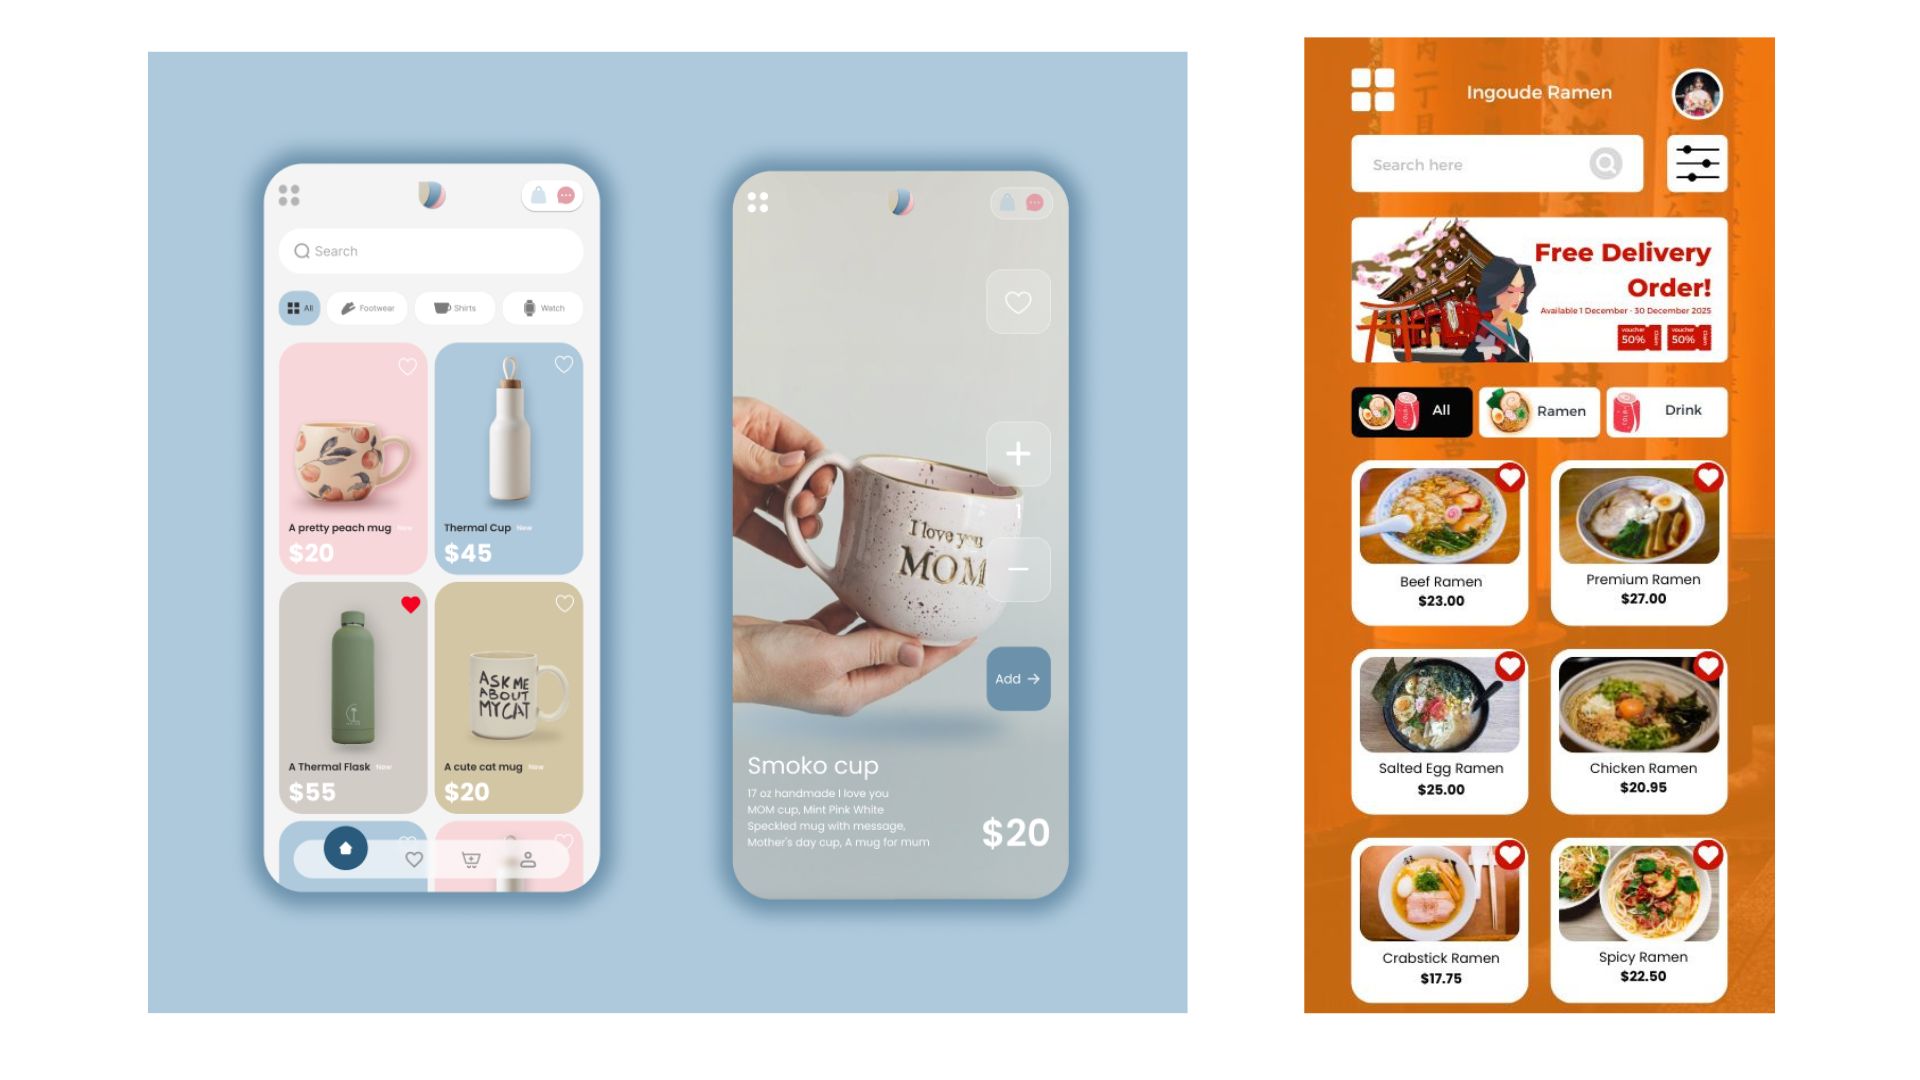 Search
All
Footwear
Shirts
Watch
A pretty peach mug New
$20
Thermal Cup New
$45
A Thermal Flask New
$55
ASK ME
ABOUT
MY CAT
A cute cat mug New
$20
I love you
MOM
1
Add →
Smoko cup
17 oz handmade I love you
MOM cup, Mint Pink White
Speckled mug with message,
Mother's day cup, A mug for mum
$20
Ingoude Ramen
Search here
Free Delivery
Order!
Available 1 December - 30 December 2025
voucher
50%
voucher
50%
All
Ramen
Drink
Beef Ramen
$23.00
Premium Ramen
$27.00
Salted Egg Ramen
$25.00
Chicken Ramen
$20.95
Crabstick Ramen
$17.75
Spicy Ramen
$22.50